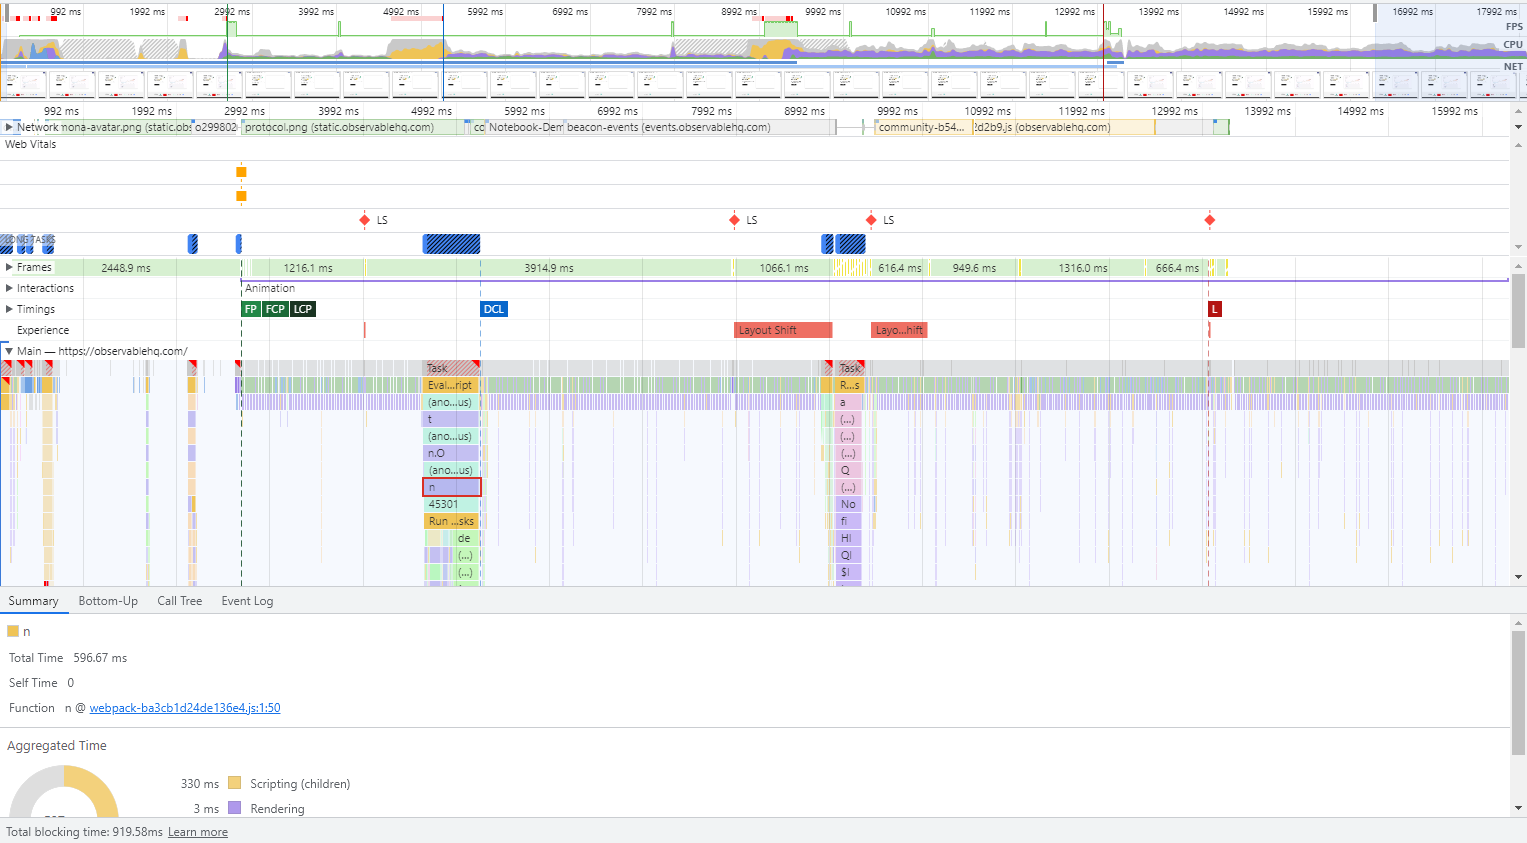 992 ms 1992 ms 2992 ms 3992 ms 4992 ms 5992 ms 6992 ms 7992 ms 8992 ms 9992 ms 10992 ms 11992 ms 12992 ms 13992 ms 14992 ms 15992 ms 16992 ms 17992 ms
FPS
CPU
NET
992 ms 1992 ms 2992 ms 3992 ms 4992 ms 5992 ms 6992 ms 7992 ms 8992 ms 9992 ms 10992 ms 11992 ms 12992 ms 13992 ms 14992 ms 15992 ms
Network mona-avatar.png (static.obs o299802 protocol.png (static.observablehq.com) co Notebook-Den beacon-events (events.observablehq.com) community-b54... :d2b9.js (observablehq.com)
Web Vitals
LS LS LS
LONG TASKS
Frames 2448.9 ms 1216.1 ms 3914.9 ms 1066.1 ms 616.4 ms 949.6 ms 1316.0 ms 666.4 ms
Interactions Animation
Timings FP FCP LCP DCL L
Experience Layout Shift Layo...hift
Main — https://observablehq.com/
Task Task
Eval...ript R...s
(ano...us) a
t (...)
(ano...us) (...)
n.O (...)
(ano...us) Q
n (...)
45301 No
Run ...sks fi
de Hl
(...) Ql
(...) $l
Summary Bottom-Up Call Tree Event Log
n
Total Time 596.67 ms
Self Time 0
Function n @ webpack-ba3cb1d24de136e4.js:1:50
Aggregated Time
330 ms Scripting (children)
3 ms Rendering
Total blocking time: 919.58ms Learn more